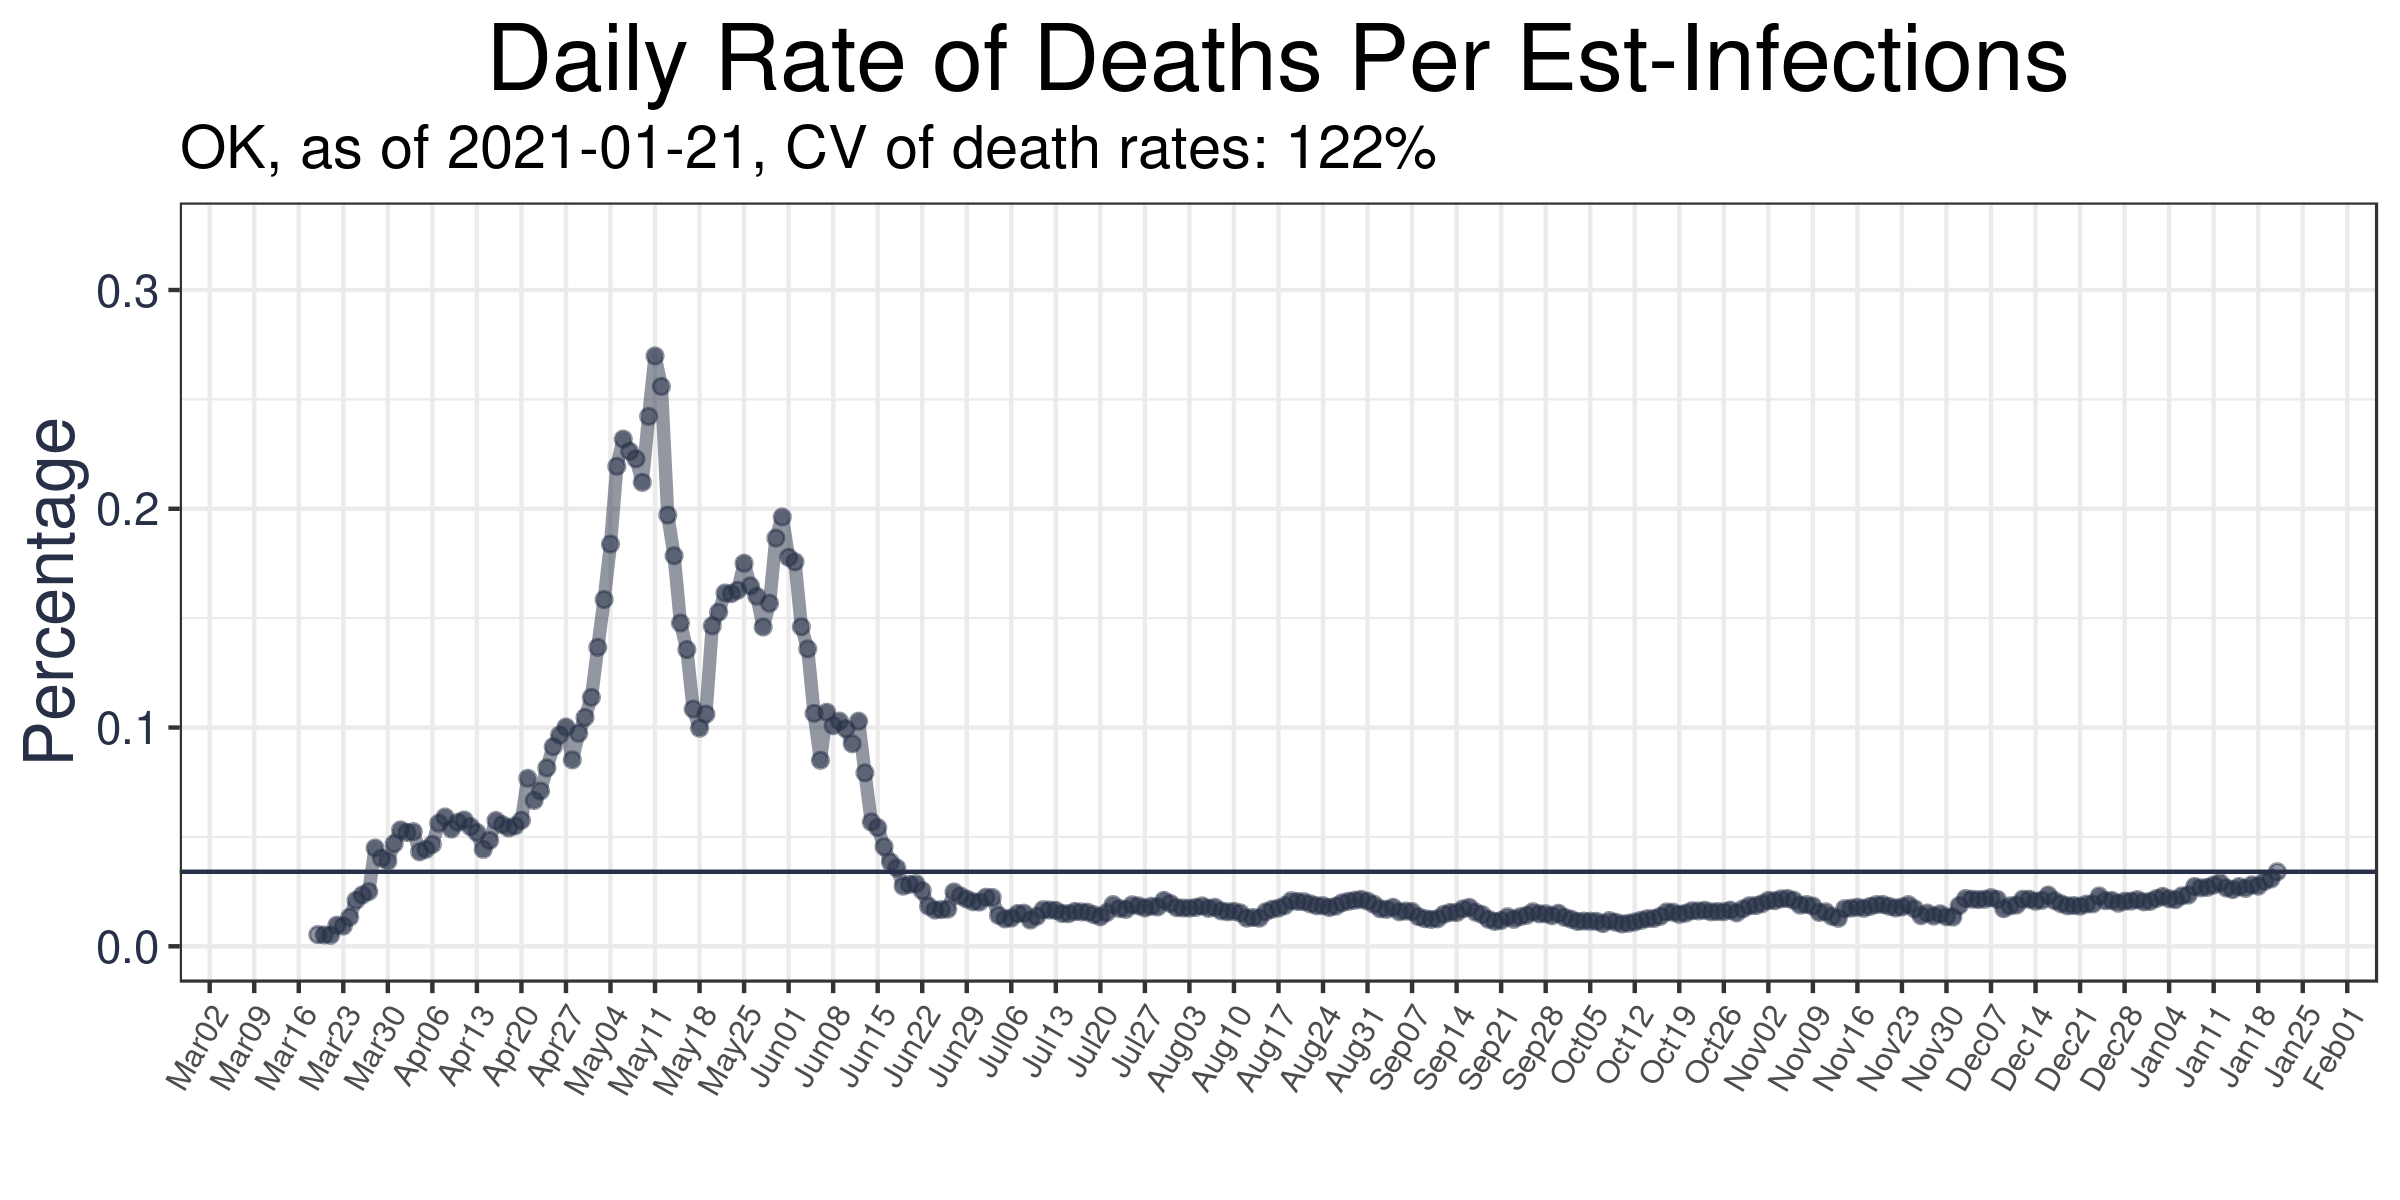 Daily Rate of Deaths Per Est-Infections
OK, as of 2021-01-21, CV of death rates: 122%
Percentage
0.3
0.2
0.1
0.0
Mar02
Mar09
Mar16
Mar23
Mar30
Apr06
Apr13
Apr20
Apr27
May04
May11
May18
May25
Jun01
Jun08
Jun15
Jun22
Jun29
Jul06
Jul13
Jul20
Jul27
Aug03
Aug10
Aug17
Aug24
Aug31
Sep07
Sep14
Sep21
Sep28
Oct05
Oct12
Oct19
Oct26
Nov02
Nov09
Nov16
Nov23
Nov30
Dec07
Dec14
Dec21
Dec28
Jan04
Jan11
Jan18
Jan25
Feb01